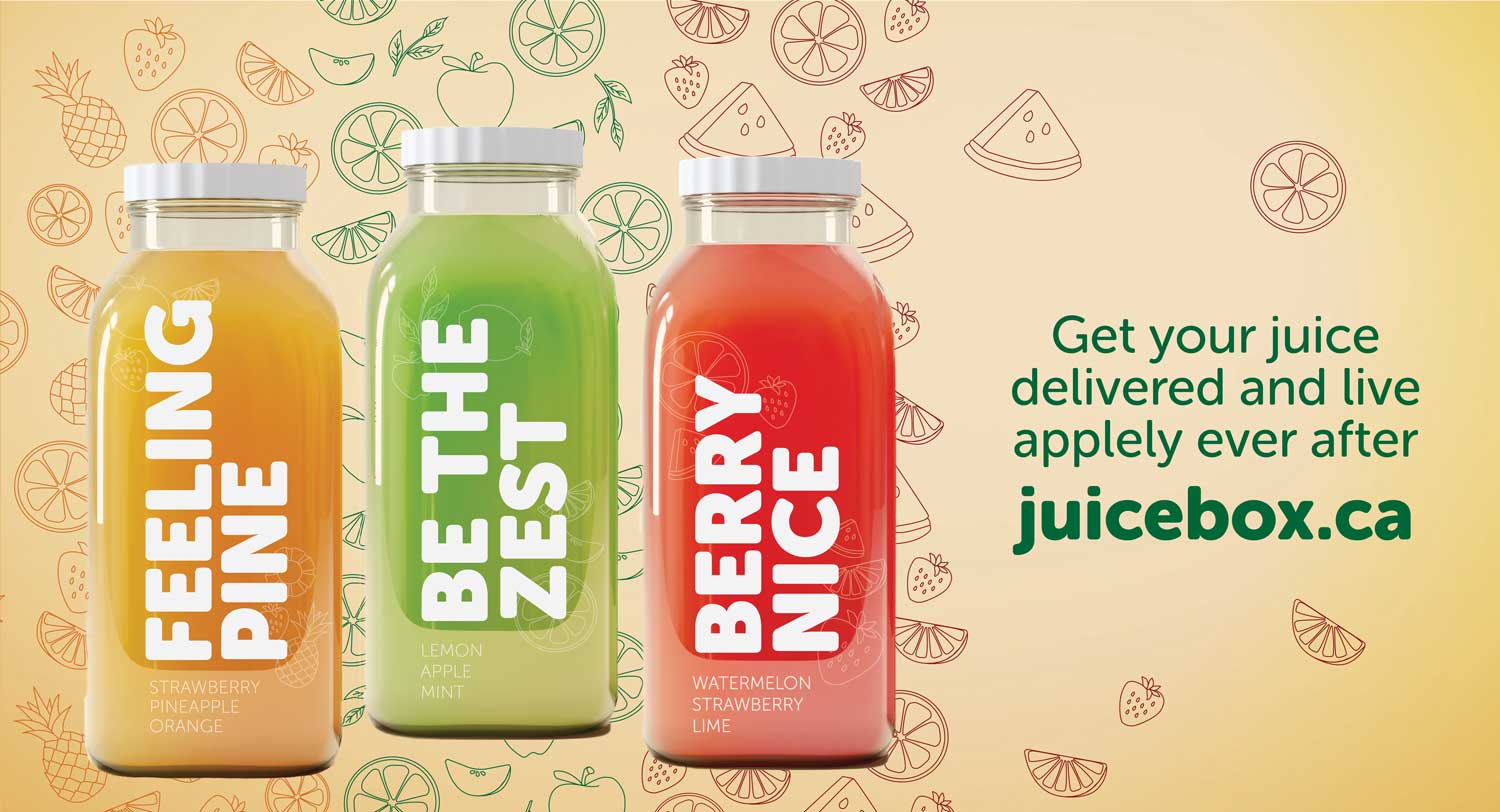 FEELING
PINE
STRAWBERRY
PINEAPPLE
ORANGE
BE THE
ZEST
LEMON
APPLE
MINT
BERRY
NICE
WATERMELON
STRAWBERRY
LIME
Get your juice
delivered and live
applely ever after
juicebox.ca